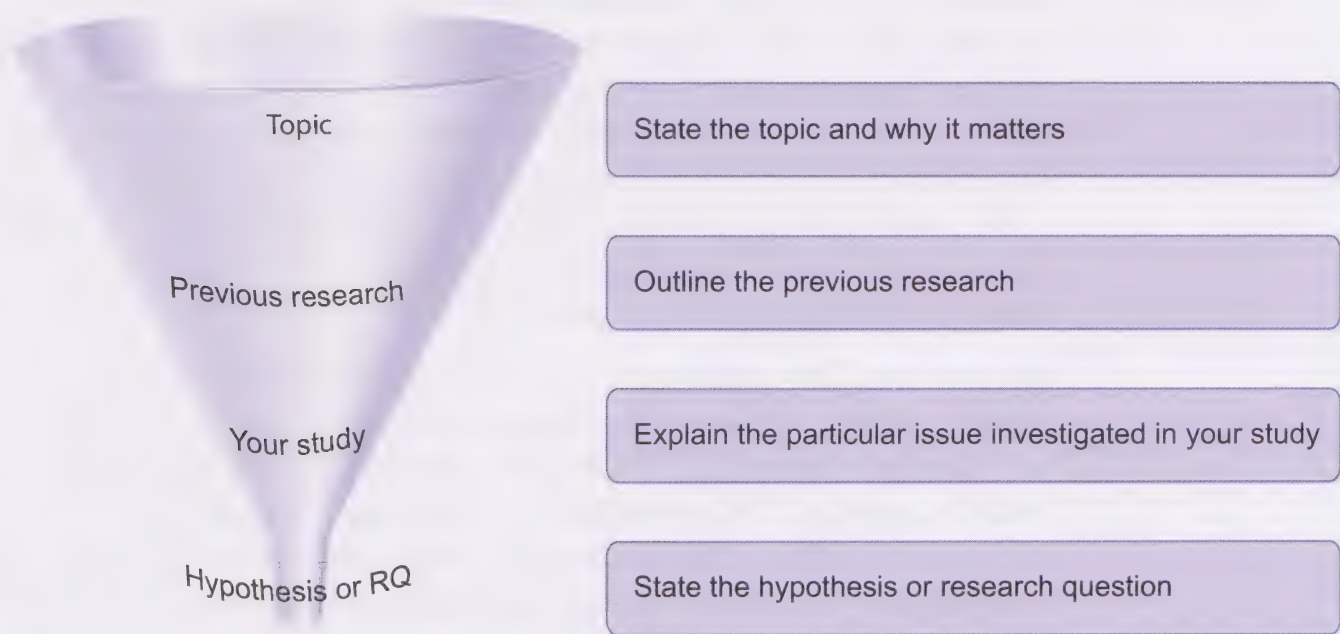 Topic
State the topic and why it matters
Previous research
Outline the previous research
Your study
Explain the particular issue investigated in your study
Hypothesis or RQ
State the hypothesis or research question